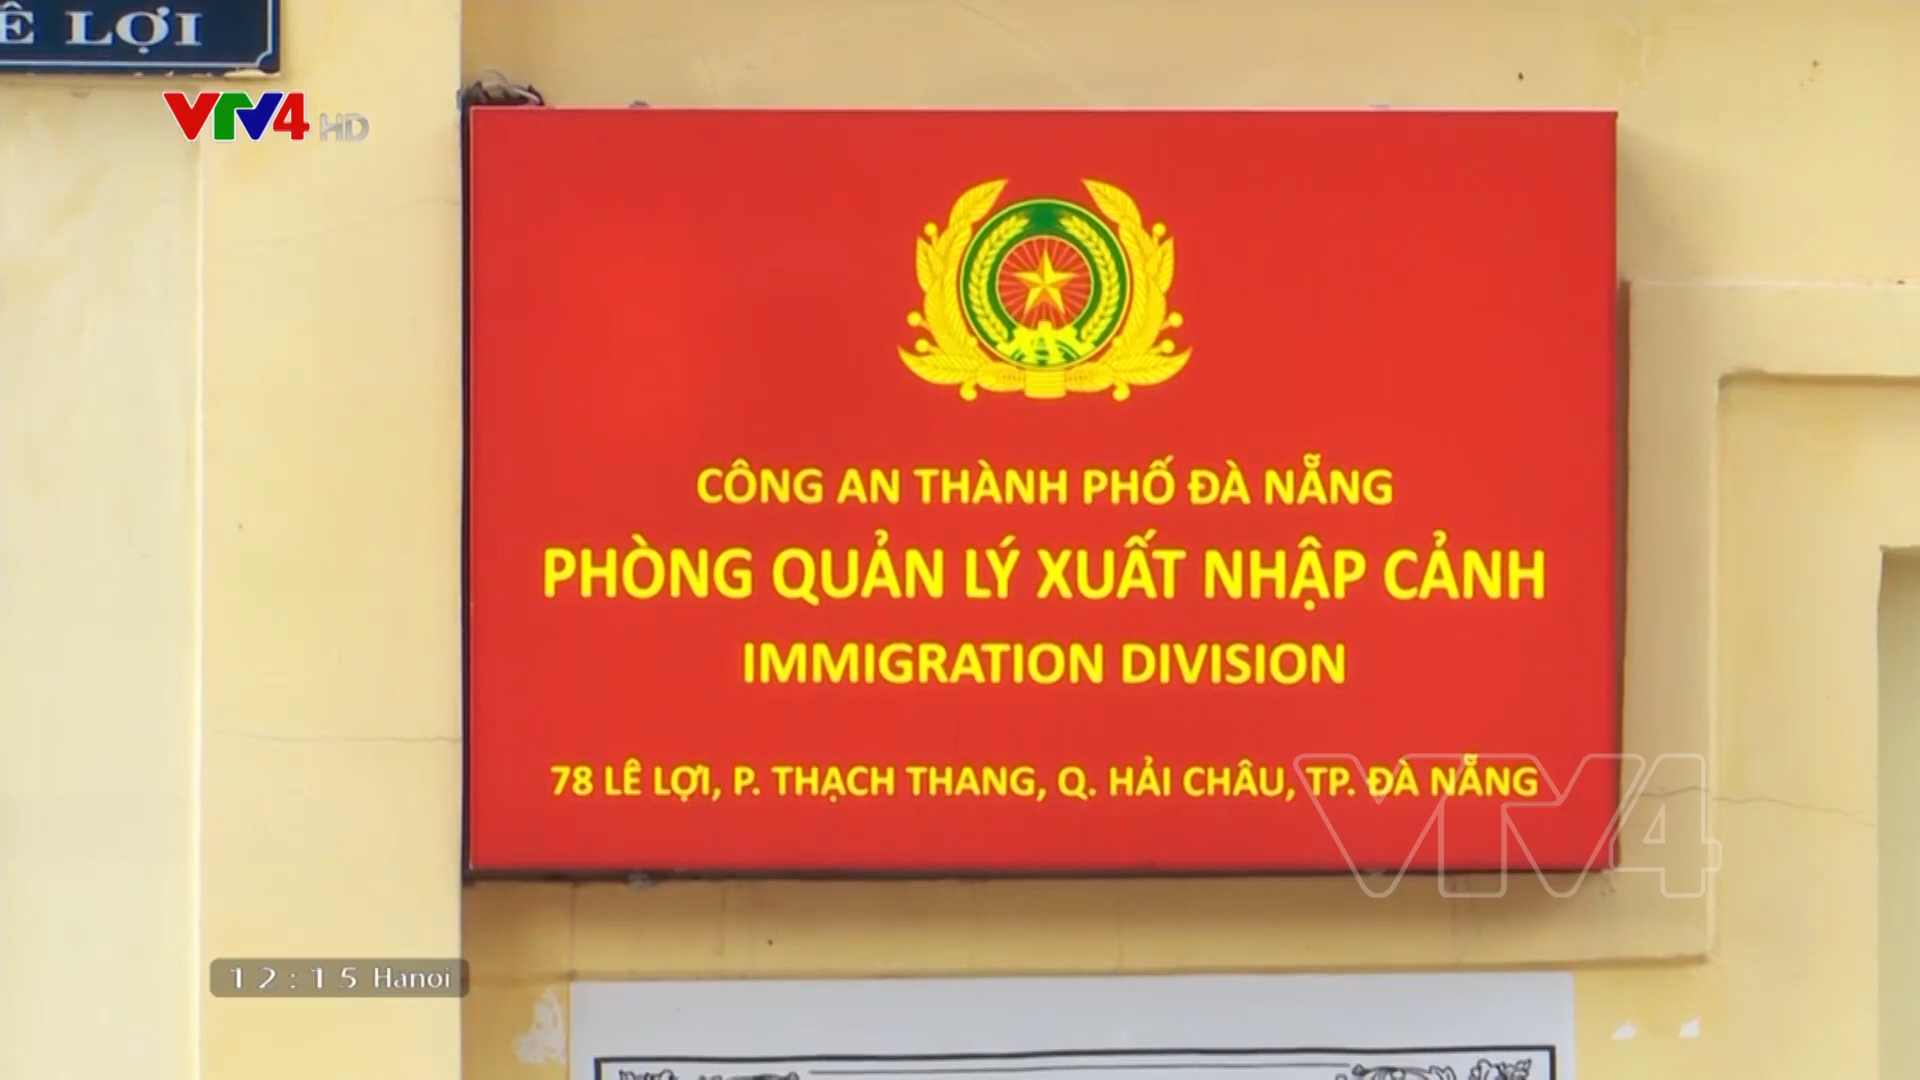 Ê LỢI
VTV4 HD
CÔNG AN THÀNH PHỐ ĐÀ NẴNG
PHÒNG QUẢN LÝ XUẤT NHẬP CẢNH
IMMIGRATION DIVISION
78 LÊ LỢI, P. THẠCH THANG, Q. HẢI CHÂU, TP. ĐÀ NẴNG
VTV4
12:15 Hanoi